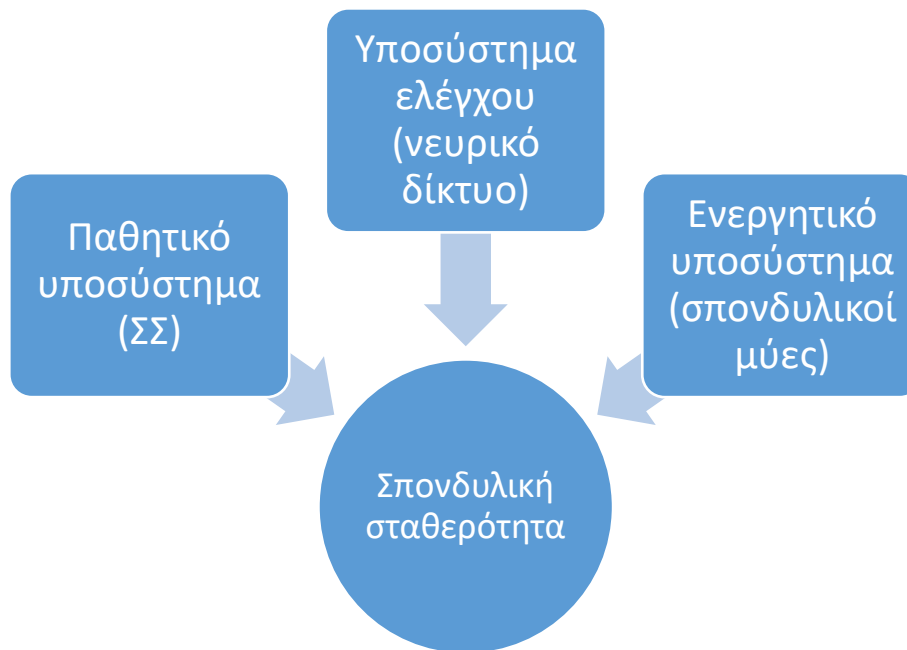 Υποσύστημα
ελέγχου
(νευρικό
δίκτυο)
Παθητικό
υποσύστημα
(ΣΣ)
Ενεργητικό
υποσύστημα
(σπονδυλικοί
μύες)
Σπονδυλική
σταθερότητα